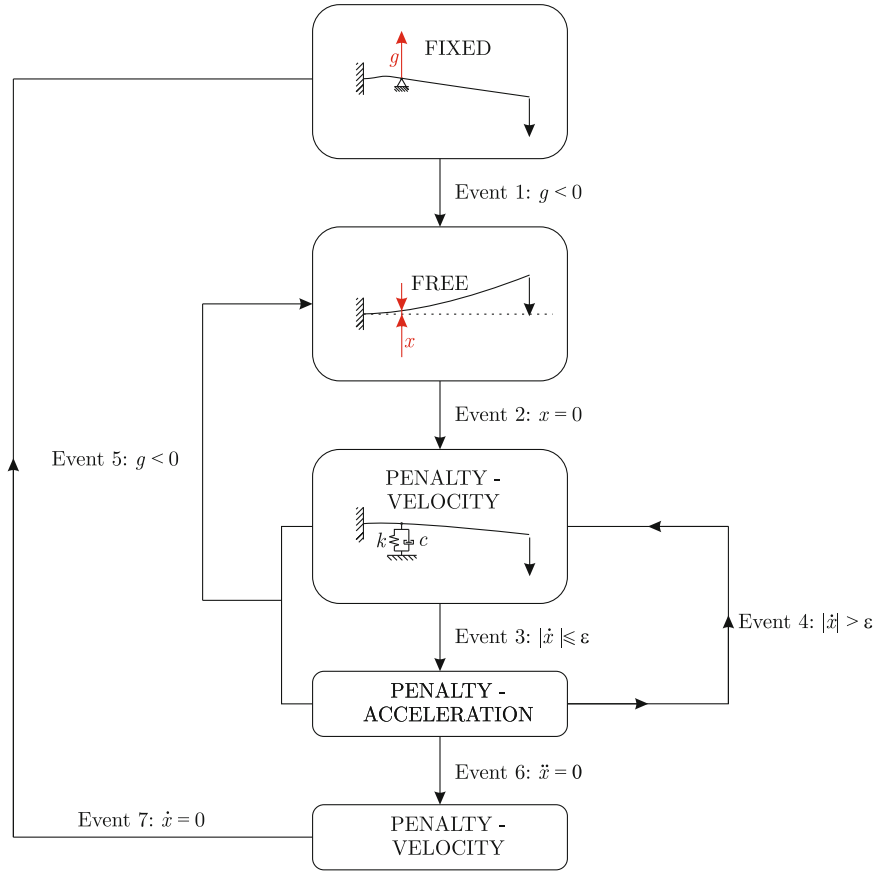 FIXED
g
Event 1: g < 0
FREE
x
Event 2: x = 0
Event 5: g < 0
PENALTY -
VELOCITY
k
c
Event 3: |ẋ| ⩽ ε
Event 4: |ẋ| > ε
PENALTY -
ACCELERATION
Event 6: ẍ = 0
Event 7: ẋ = 0
PENALTY -
VELOCITY